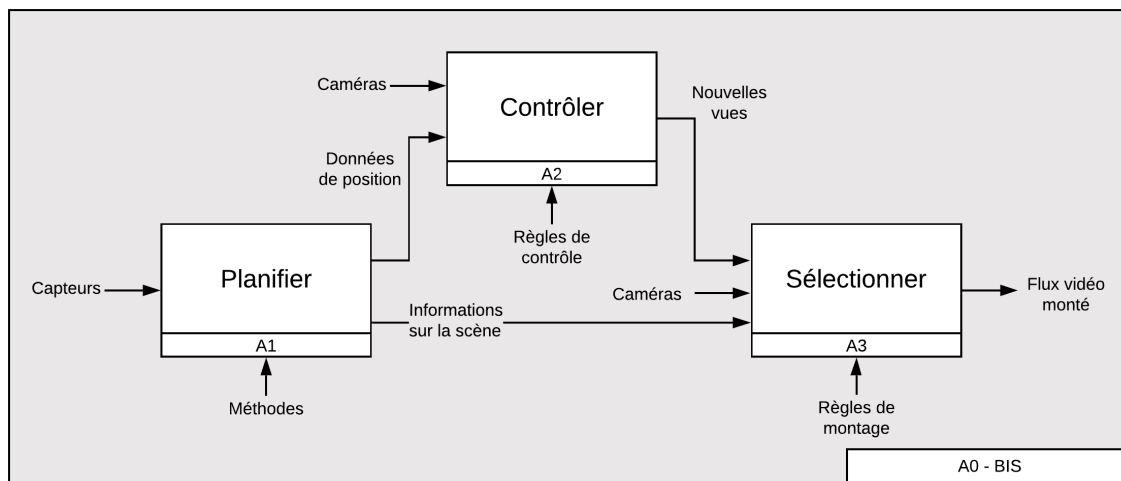 Caméras
Contrôler
A2
Nouvelles
vues
Données
de position
Règles de
contrôle
Capteurs
Planifier
A1
Méthodes
Informations
sur la scène
Caméras
Sélectionner
A3
Flux vidéo
monté
Règles de
montage
A0 - BIS